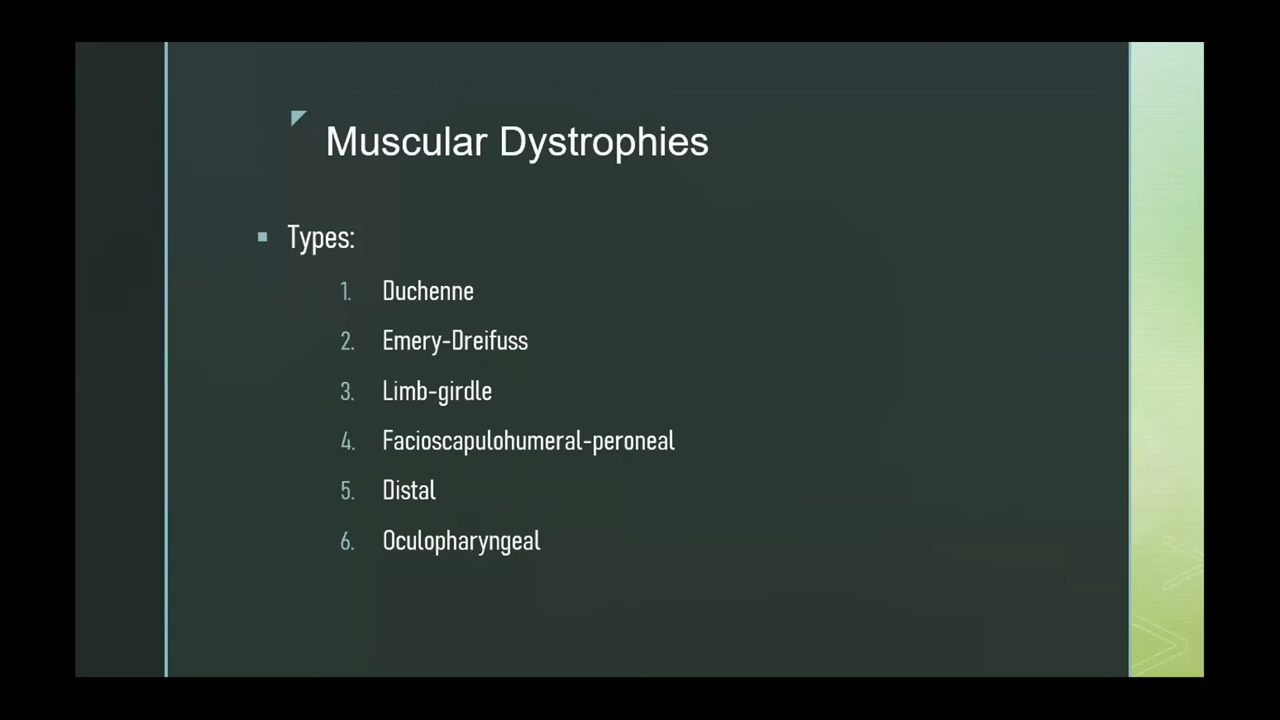 Muscular Dystrophies
Types:
1. Duchenne
2. Emery-Dreifuss
3. Limb-girdle
4. Facioscapulohumeral-peroneal
5. Distal
6. Oculopharyngeal